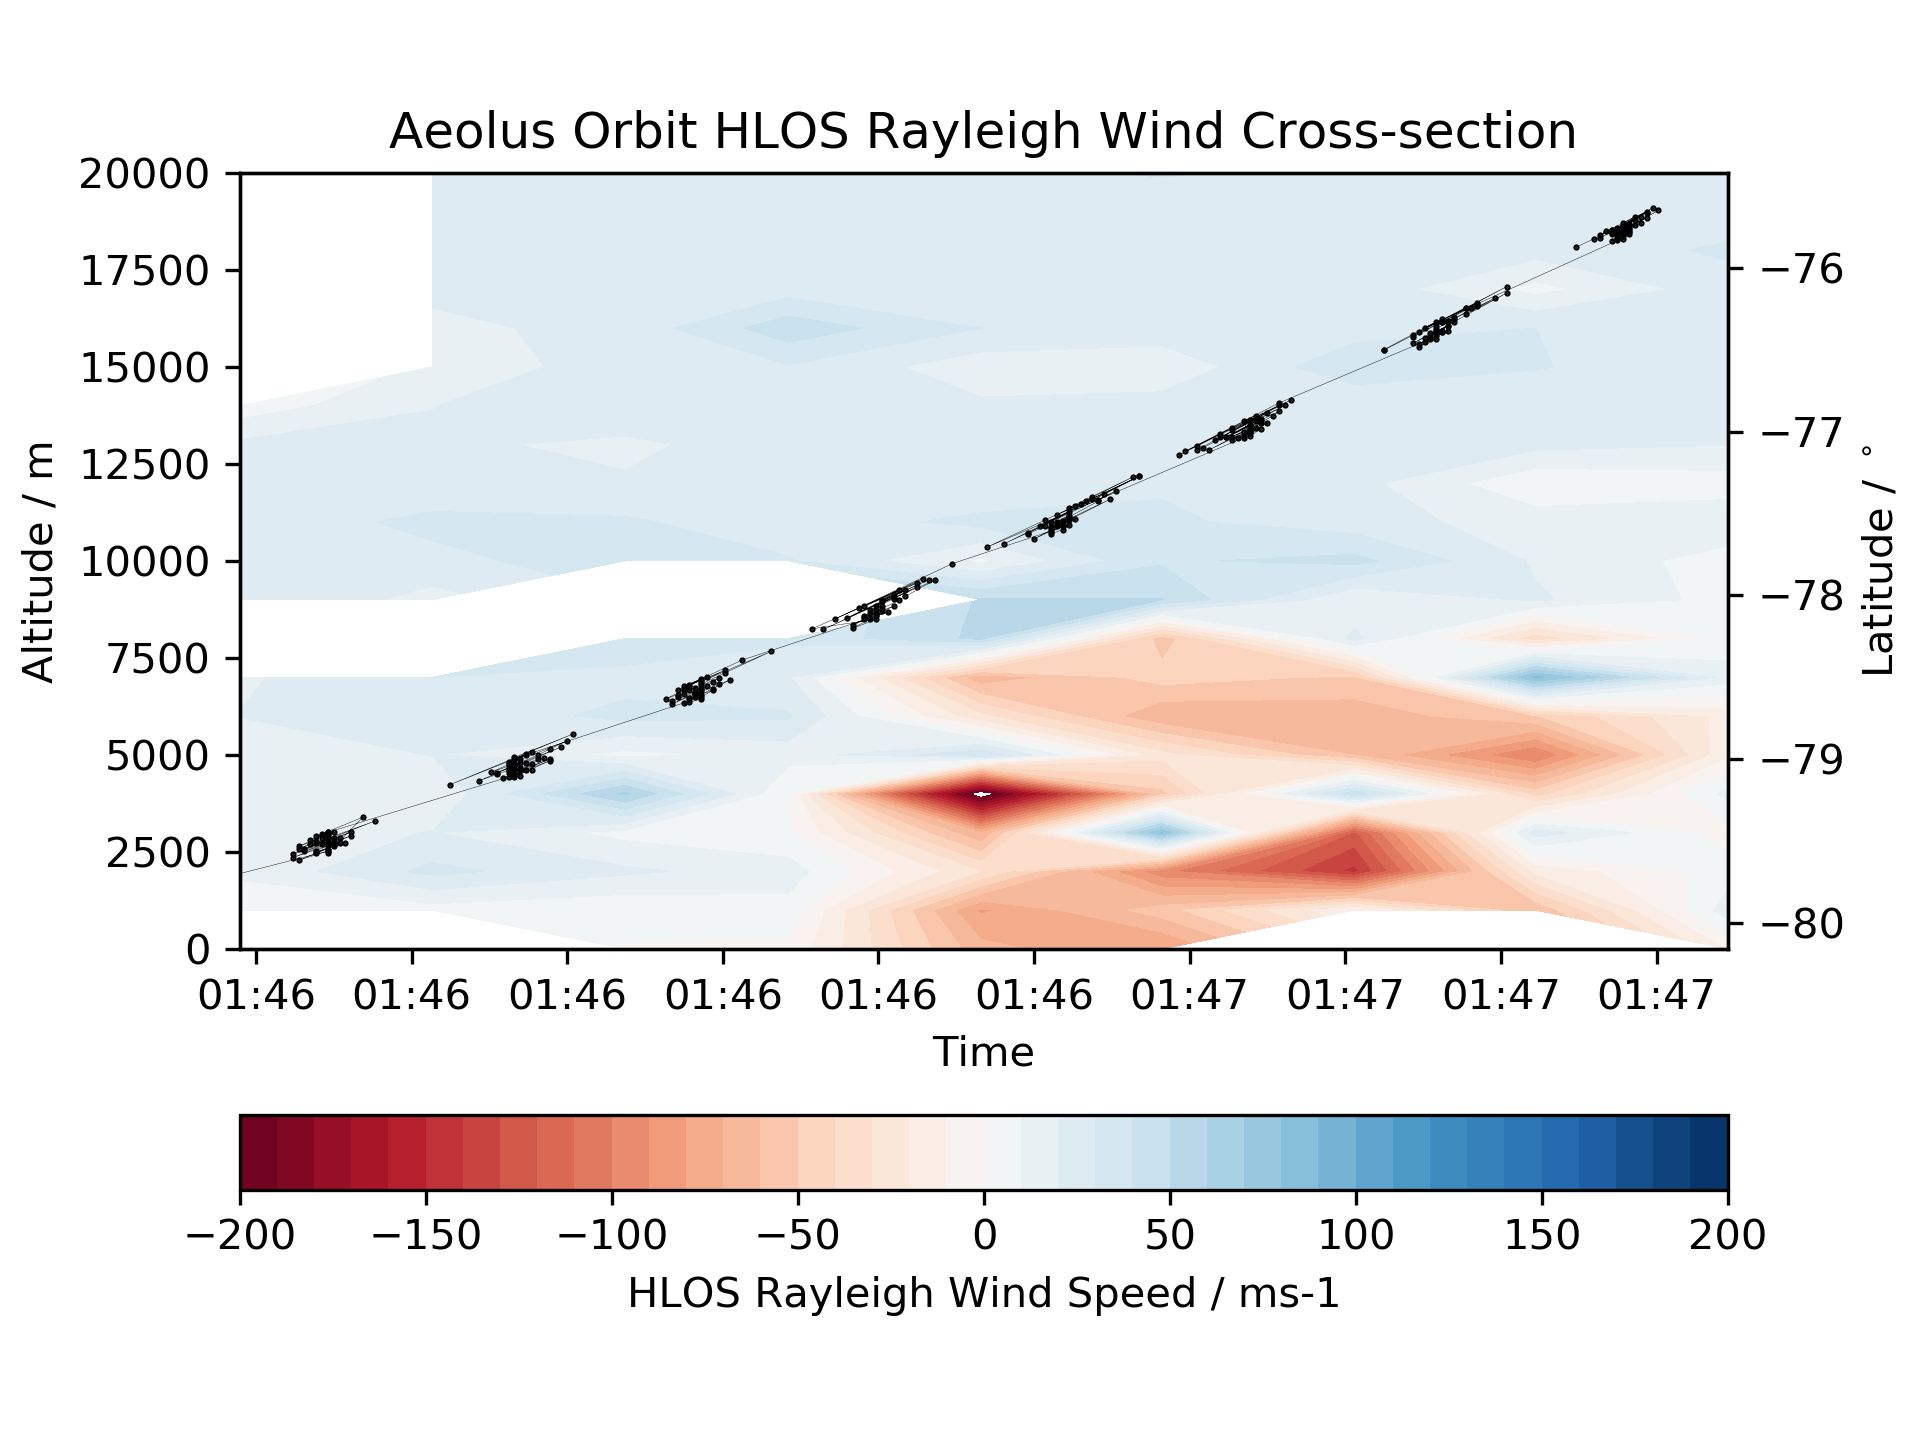 Aeolus Orbit HLOS Rayleigh Wind Cross-section
20000
17500
15000
12500
10000
7500
5000
2500
0
Altitude / m
−76
−77
−78
−79
−80
Latitude / °
01:46 01:46 01:46 01:46 01:46 01:46 01:47 01:47 01:47 01:47
Time
−200 −150 −100 −50 0 50 100 150 200
HLOS Rayleigh Wind Speed / ms-1